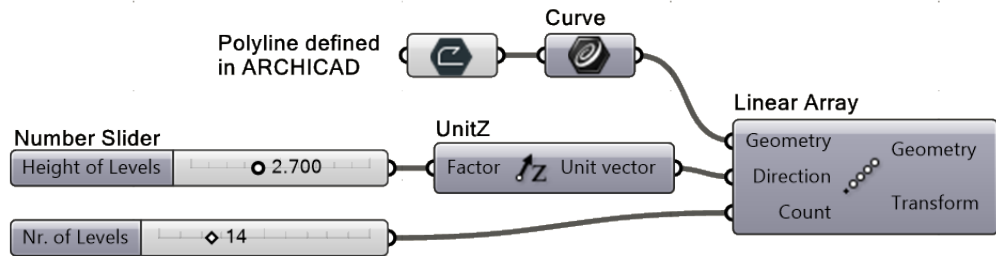 Curve
Polyline defined
in ARCHICAD
Linear Array
Number Slider
UnitZ
Height of Levels 2.700
Factor Z Unit vector
Geometry Geometry
Direction
Count Transform
Nr. of Levels 14